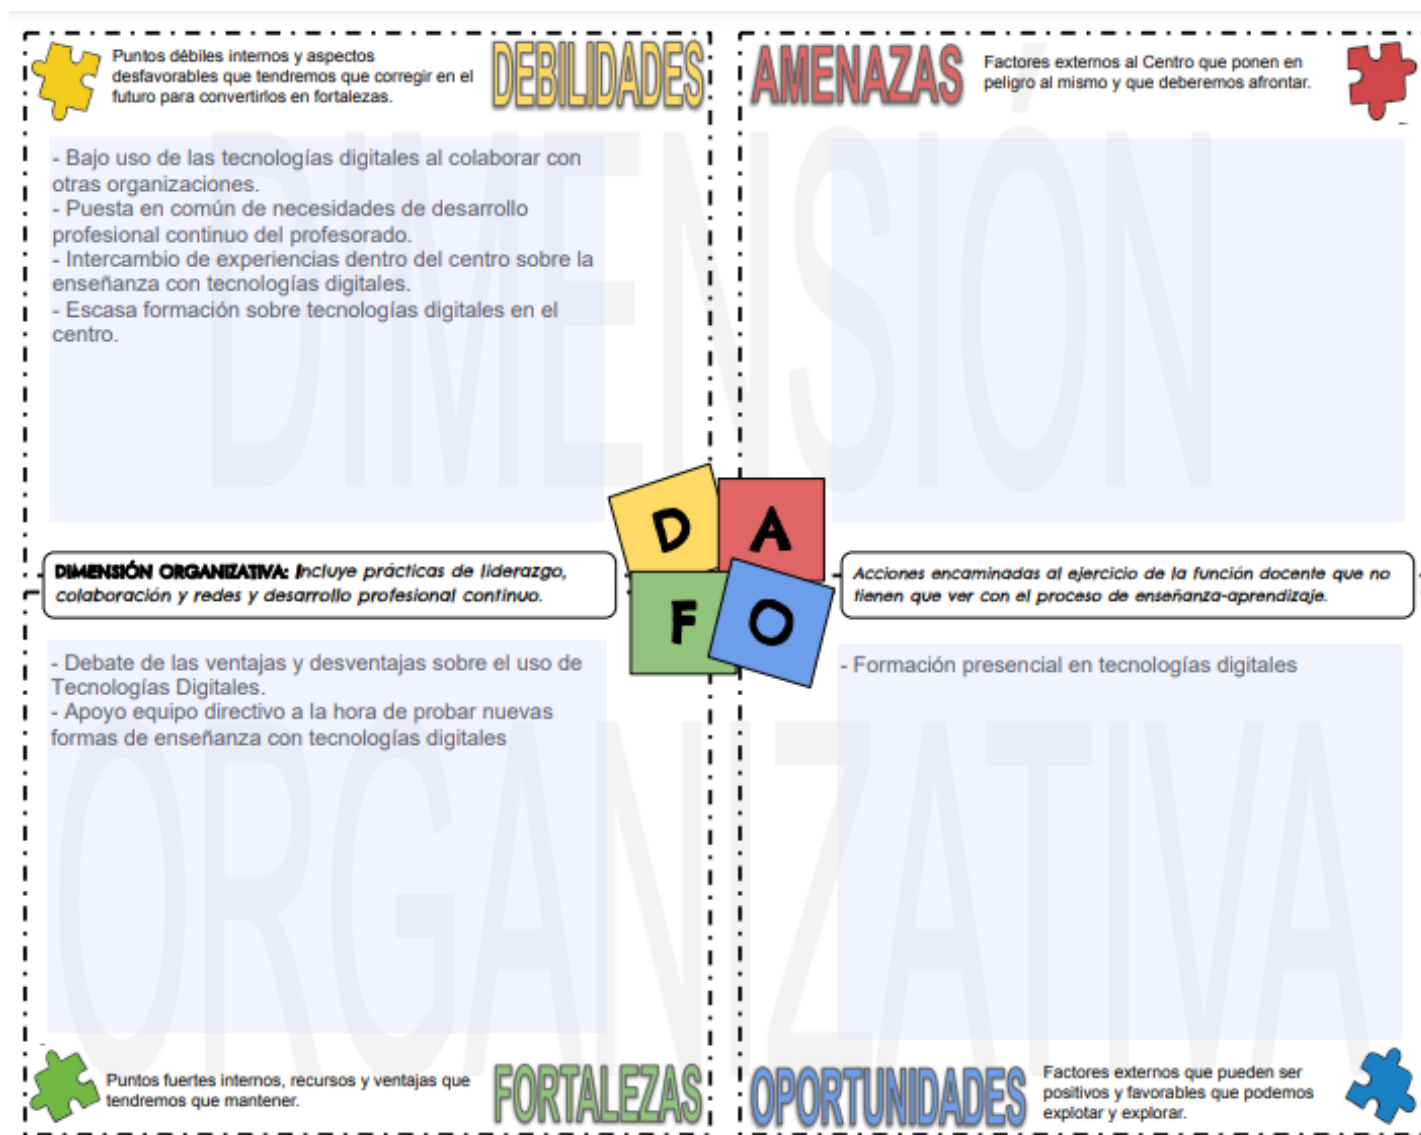 Puntos débiles internos y aspectos
desfavorables que tendremos que corregir en el
futuro para convertirlos en fortalezas.
DEBILIDADES
- Bajo uso de las tecnologías digitales al colaborar con
otras organizaciones.
- Puesta en común de necesidades de desarrollo
profesional continuo del profesorado.
- Intercambio de experiencias dentro del centro sobre la
enseñanza con tecnologías digitales.
- Escasa formación sobre tecnologías digitales en el
centro.
AMENAZAS
Factores externos al Centro que ponen en
peligro al mismo y que deberemos afrontar.
DIMENSIÓN
D A
F O
DIMENSIÓN ORGANIZATIVA: Incluye prácticas de liderazgo,
colaboración y redes y desarrollo profesional continuo.
Acciones encaminadas al ejercicio de la función docente que no
tienen que ver con el proceso de enseñanza-aprendizaje.
- Debate de las ventajas y desventajas sobre el uso de
Tecnologías Digitales.
- Apoyo equipo directivo a la hora de probar nuevas
formas de enseñanza con tecnologías digitales
- Formación presencial en tecnologías digitales
ORGANIZATIVA
Puntos fuertes internos, recursos y ventajas que
tendremos que mantener.
FORTALEZAS
OPORTUNIDADES
Factores externos que pueden ser
positivos y favorables que podemos
explotar y explorar.